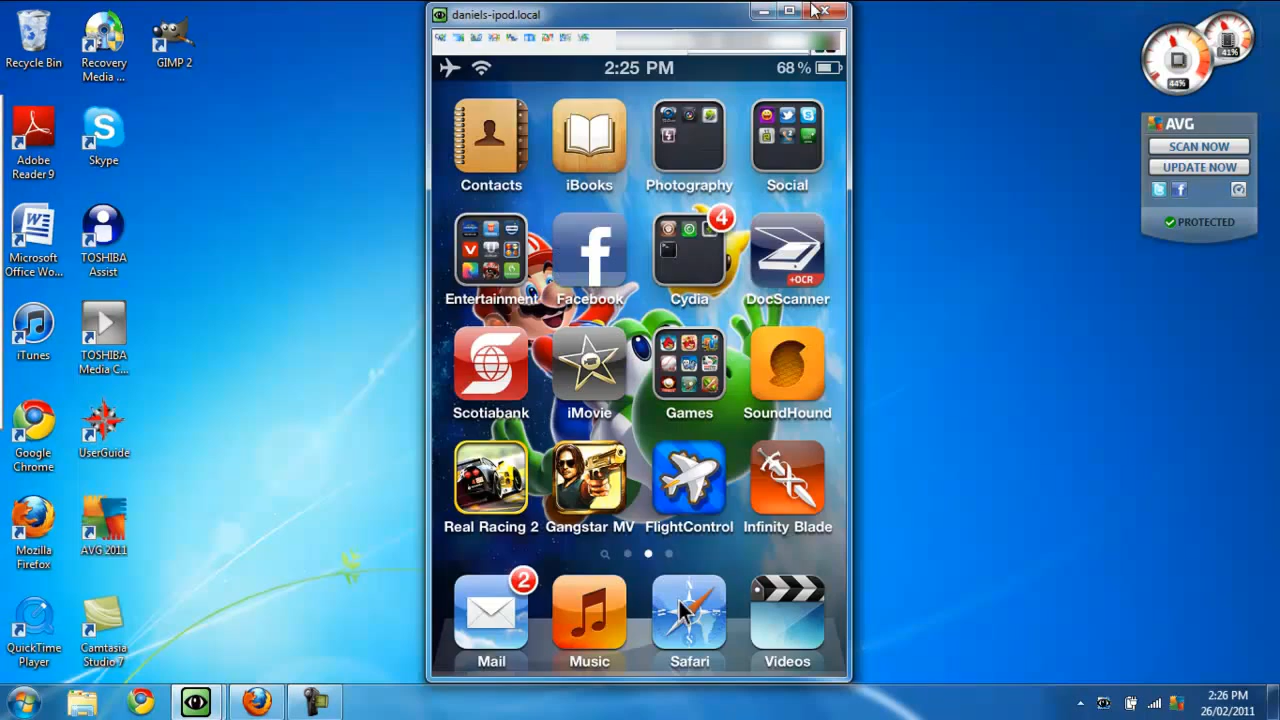 daniels-ipod.local
2:25 PM
68 %
Contacts
iBooks
Photography
Social
Entertainment
Facebook
4
Cydia
+OCR
DocScanner
Scotiabank
iMovie
Games
SoundHound
Real Racing 2
Gangstar MV
FlightControl
Infinity Blade
2
Mail
Music
Safari
Videos
Recycle Bin
Recovery
Media ...
GIMP 2
Adobe
Reader 9
Skype
Microsoft
Office Wo...
TOSHIBA
Assist
iTunes
TOSHIBA
Media C...
Google
Chrome
UserGuide
Mozilla
Firefox
AVG 2011
QuickTime
Player
Camtasia
Studio 7
41%
44%
AVG
SCAN NOW
UPDATE NOW
PROTECTED
2:26 PM
26/02/2011